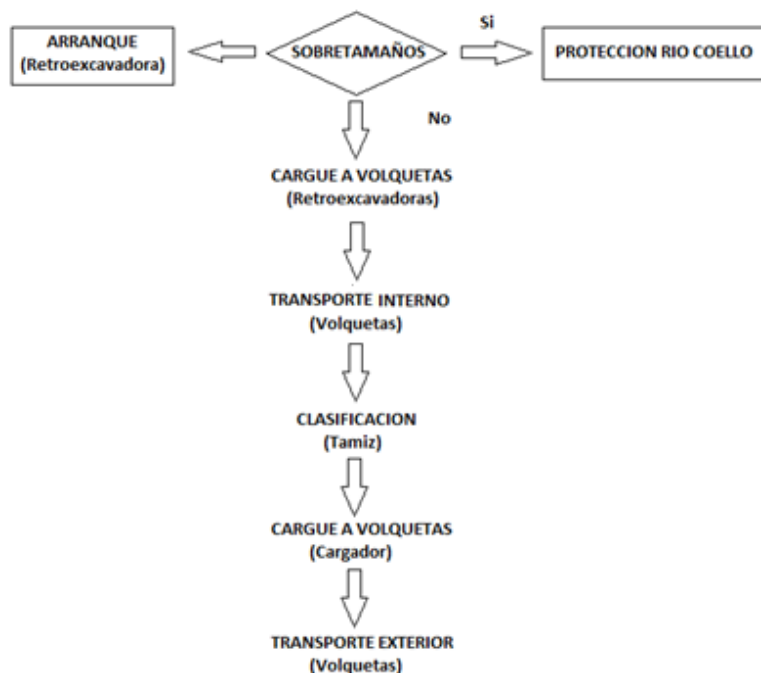 Si
ARRANQUE
(Retroexcavadora)
SOBRETAMAÑOS
PROTECCION RIO COELLO
No
CARGUE A VOLQUETAS
(Retroexcavadoras)
TRANSPORTE INTERNO
(Volquetas)
CLASIFICACION
(Tamiz)
CARGUE A VOLQUETAS
(Cargador)
TRANSPORTE EXTERIOR
(Volquetas)